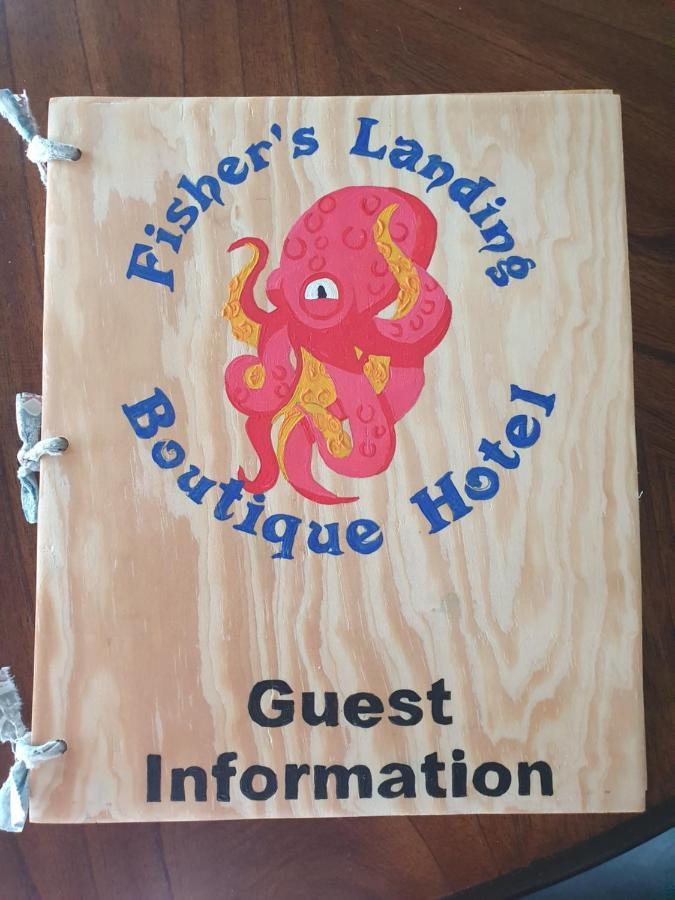 Fisher's Landing
Boutique Hotel
Guest
Information